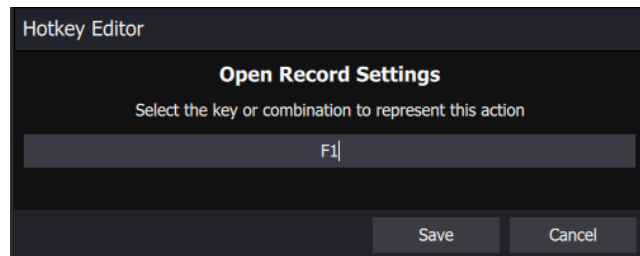 Hotkey Editor
Open Record Settings
Select the key or combination to represent this action
F1
Save Cancel